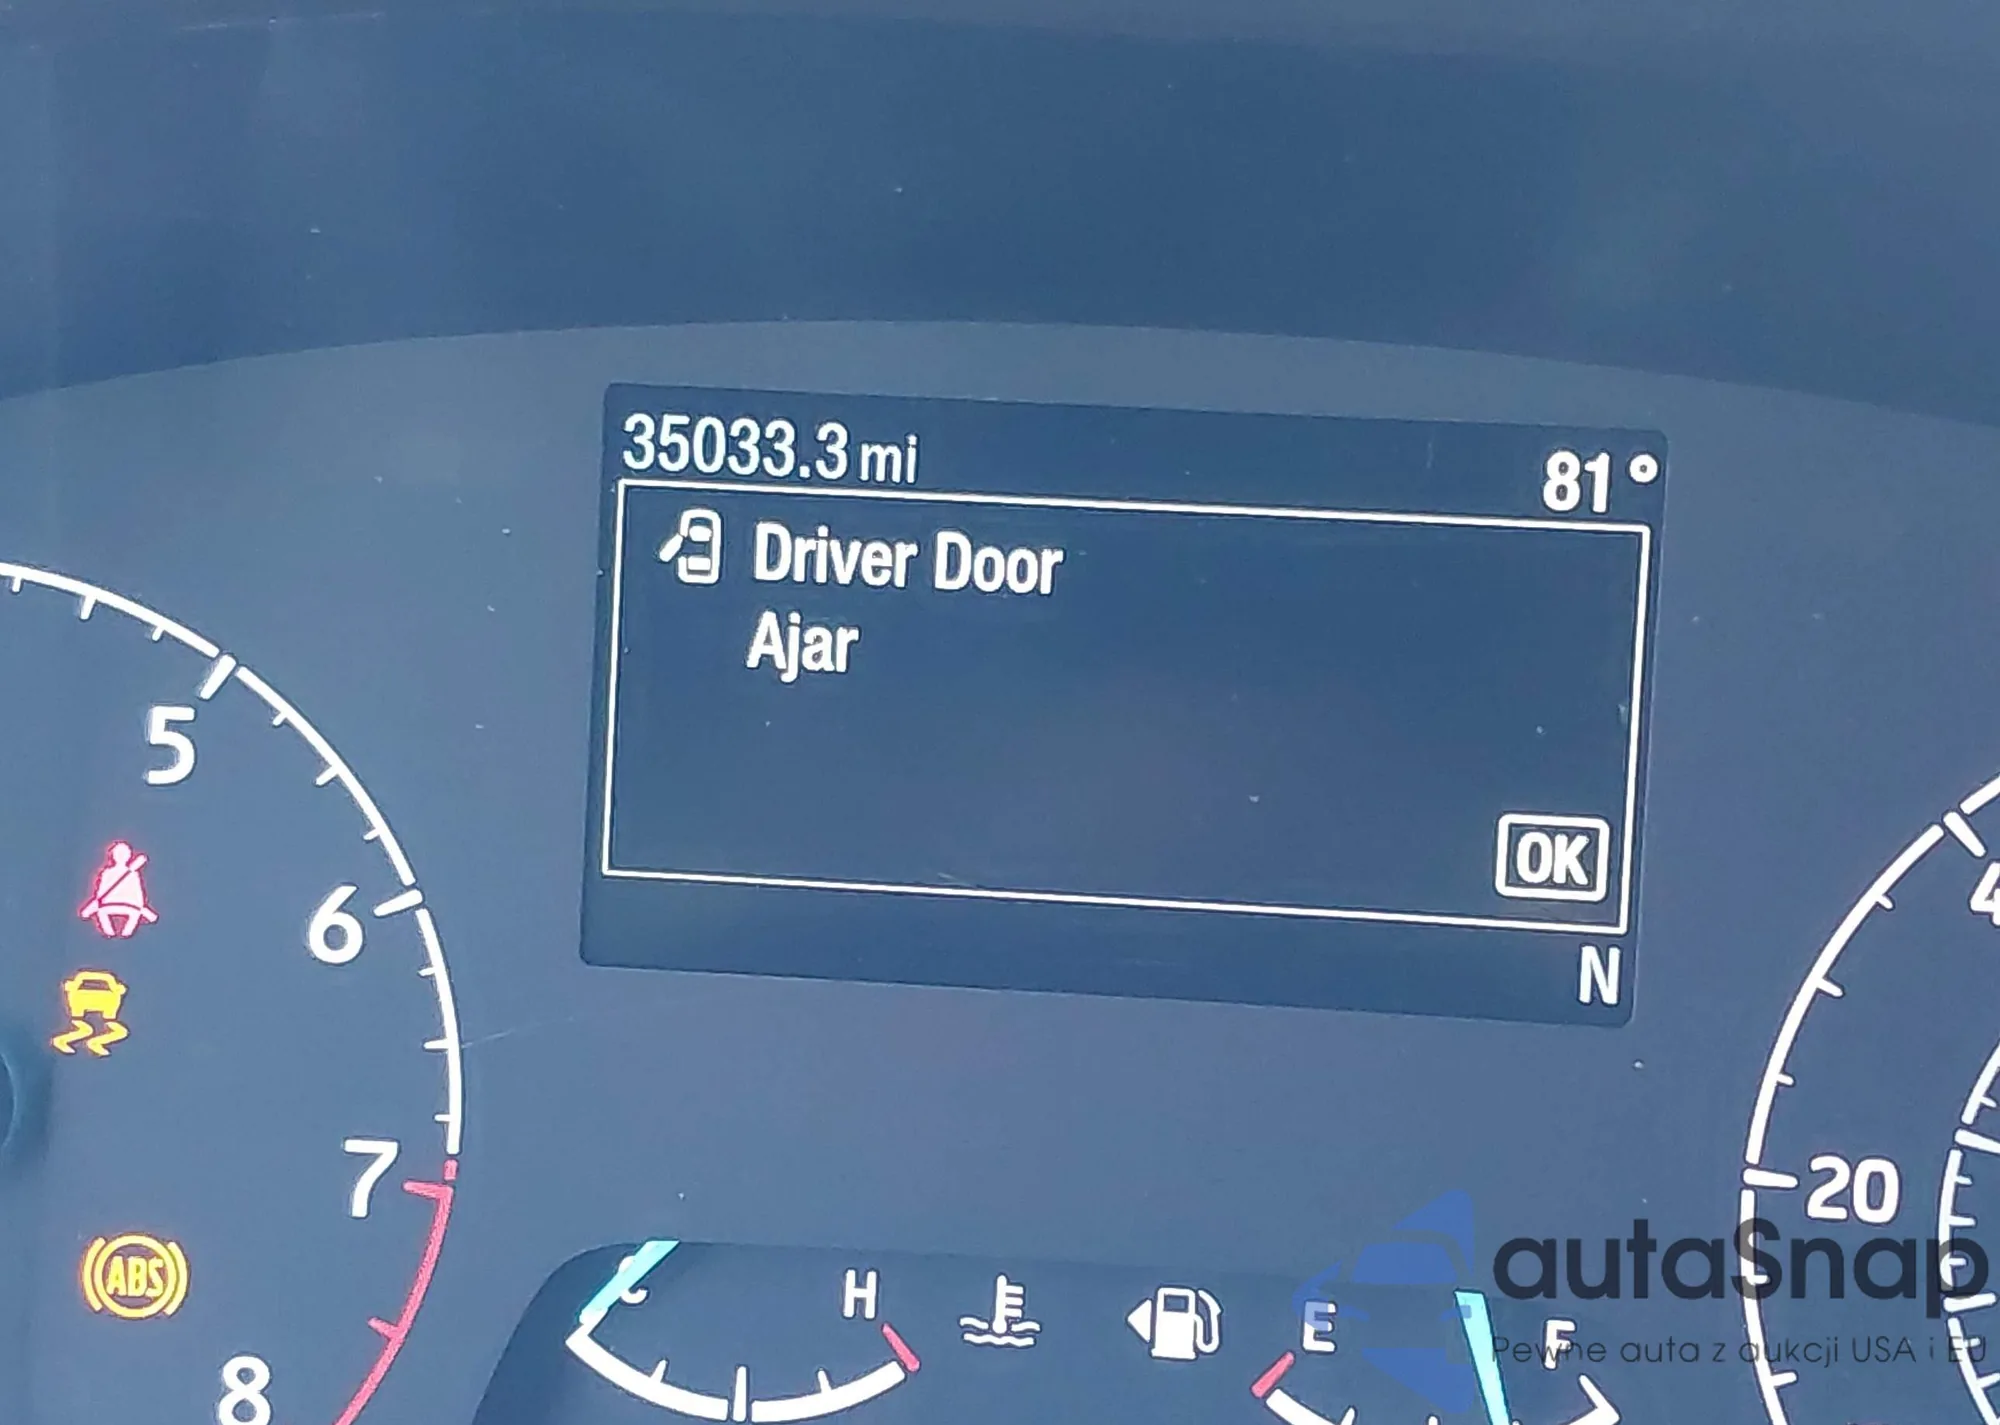 35033.3 mi
81°
Driver Door
Ajar
OK
N
5
6
7
8
ABS
C
H
E
F
20
4
autaSnap
Pewne auta z aukcji USA i EU